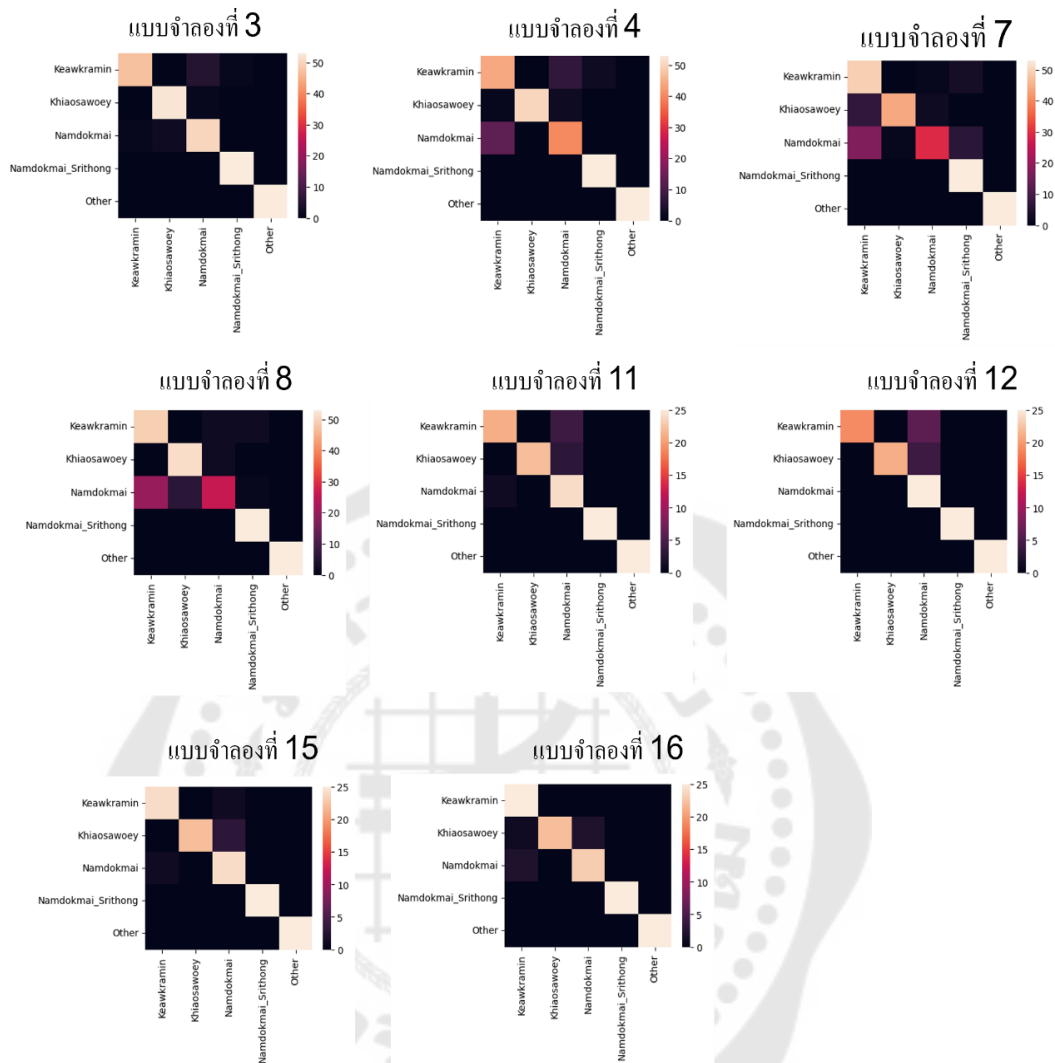 แบบจำลองที่ 3
Keawkramin
Khiaosawoey
Namdokmai
Namdokmai_Srithong
Other
50
40
30
20
10
0
Keawkramin
Khiaosawoey
Namdokmai
Namdokmai_Srithong
Other
แบบจำลองที่ 4
Keawkramin
Khiaosawoey
Namdokmai
Namdokmai_Srithong
Other
50
40
30
20
10
0
Keawkramin
Khiaosawoey
Namdokmai
Namdokmai_Srithong
Other
แบบจำลองที่ 7
Keawkramin
Khiaosawoey
Namdokmai
Namdokmai_Srithong
Other
50
40
30
20
10
0
Keawkramin
Khiaosawoey
Namdokmai
Namdokmai_Srithong
Other
แบบจำลองที่ 8
Keawkramin
Khiaosawoey
Namdokmai
Namdokmai_Srithong
Other
50
40
30
20
10
0
Keawkramin
Khiaosawoey
Namdokmai
Namdokmai_Srithong
Other
แบบจำลองที่ 11
Keawkramin
Khiaosawoey
Namdokmai
Namdokmai_Srithong
Other
25
20
15
10
5
0
Keawkramin
Khiaosawoey
Namdokmai
Namdokmai_Srithong
Other
แบบจำลองที่ 12
Keawkramin
Khiaosawoey
Namdokmai
Namdokmai_Srithong
Other
25
20
15
10
5
0
Keawkramin
Khiaosawoey
Namdokmai
Namdokmai_Srithong
Other
แบบจำลองที่ 15
Keawkramin
Khiaosawoey
Namdokmai
Namdokmai_Srithong
Other
25
20
15
10
5
0
Keawkramin
Khiaosawoey
Namdokmai
Namdokmai_Srithong
Other
แบบจำลองที่ 16
Keawkramin
Khiaosawoey
Namdokmai
Namdokmai_Srithong
Other
25
20
15
10
5
0
Keawkramin
Khiaosawoey
Namdokmai
Namdokmai_Srithong
Other